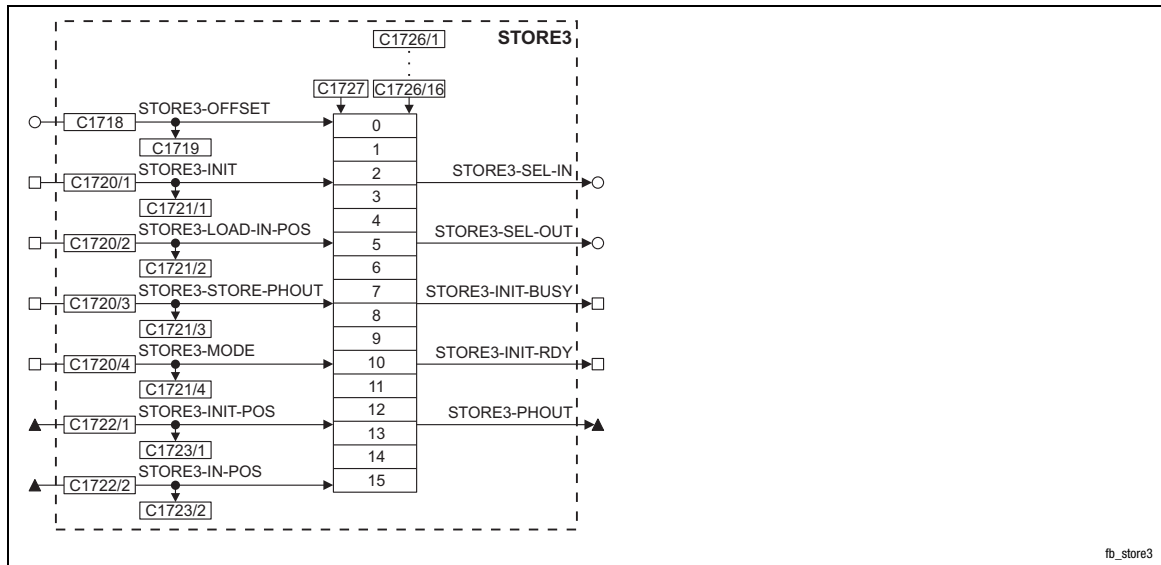 STORE3
C1726/1
C1727
C1726/16
STORE3-OFFSET
C1718
C1719
STORE3-INIT
C1720/1
C1721/1
STORE3-LOAD-IN-POS
C1720/2
C1721/2
STORE3-STORE-PHOUT
C1720/3
C1721/3
STORE3-MODE
C1720/4
C1721/4
STORE3-INIT-POS
C1722/1
C1723/1
STORE3-IN-POS
C1722/2
C1723/2
0
1
2
3
4
5
6
7
8
9
10
11
12
13
14
15
STORE3-SEL-IN
STORE3-SEL-OUT
STORE3-INIT-BUSY
STORE3-INIT-RDY
STORE3-PHOUT
fb_store3